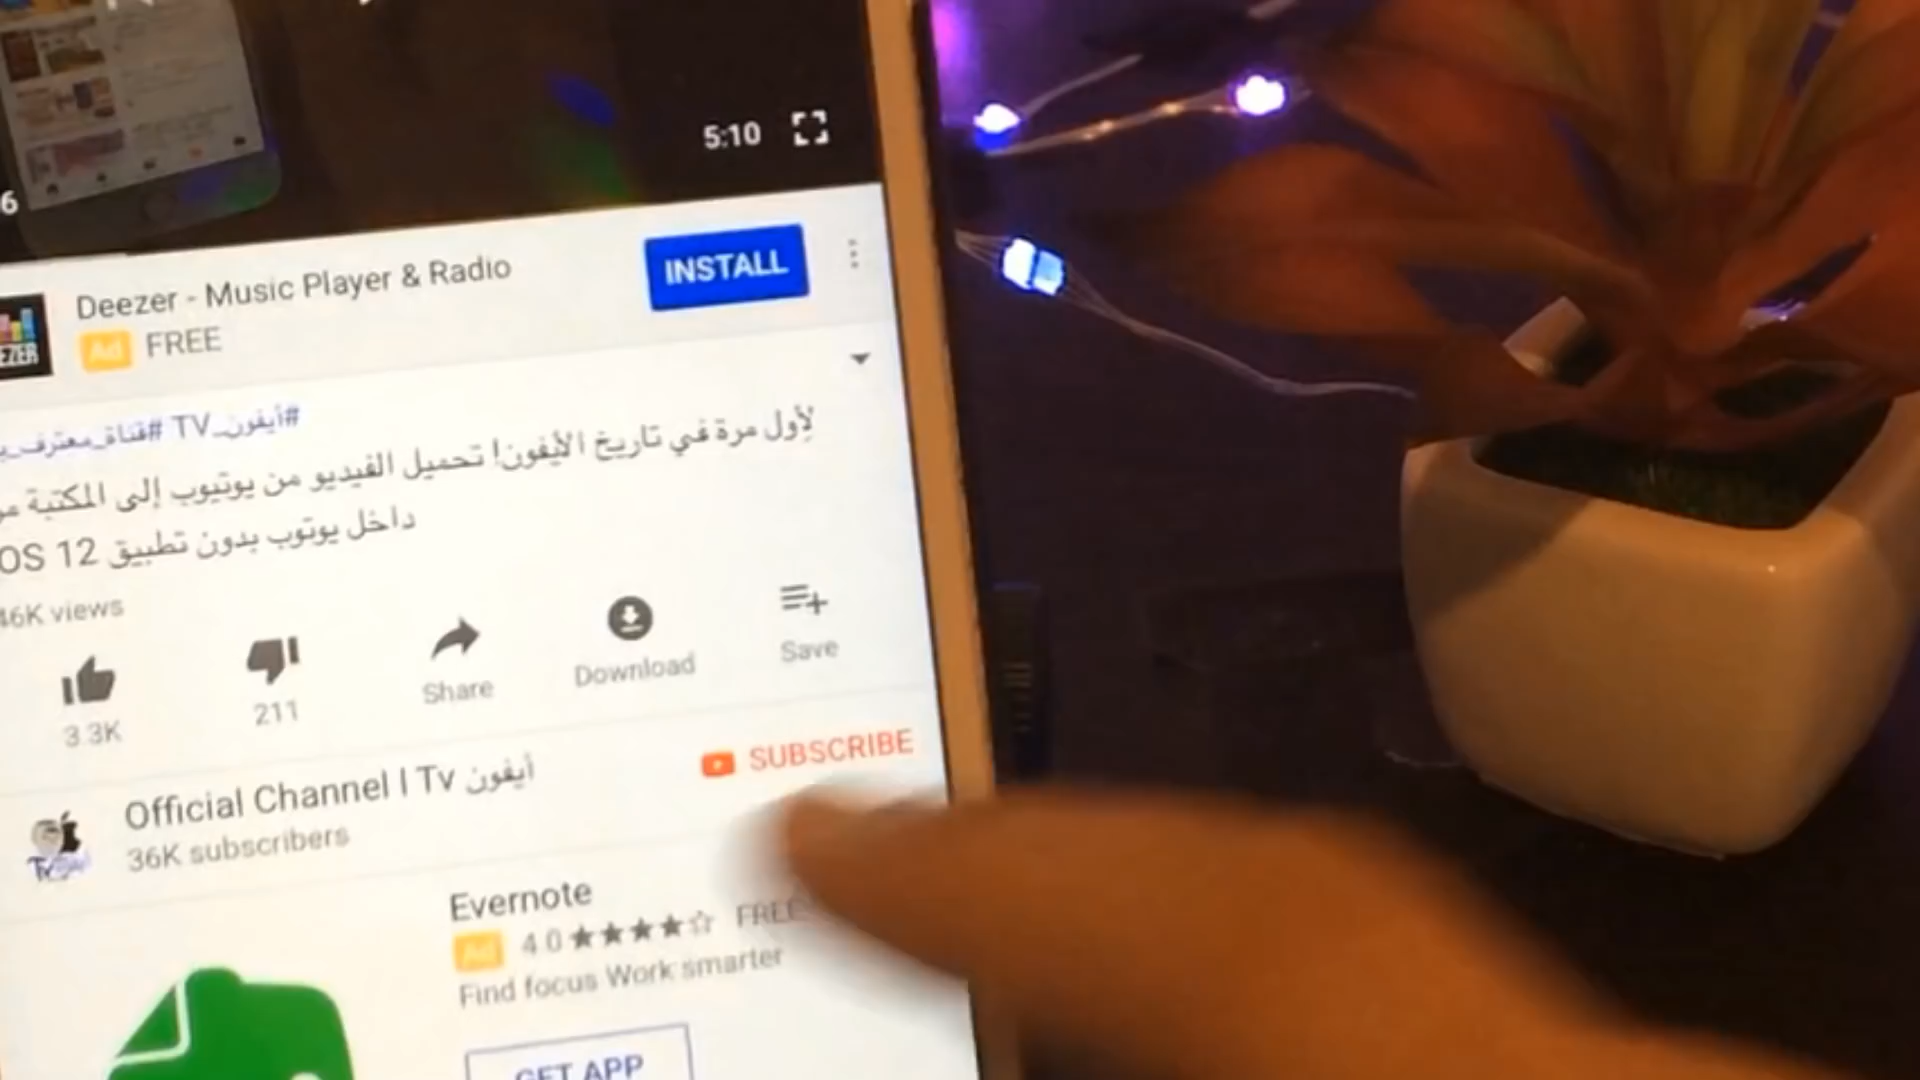 6
5:10
Deezer - Music Player & Radio
INSTALL
Ad FREE
#أيفون_TV #قناة_معترف
لأول مرة في تاريخ الأيفون! تحميل الفيديو من يوتيوب إلى المكتبة
داخل يوتوب بدون تطبيق OS 12
46K views
3.3K
211
Share
Download
Save
Official Channel l Tv أيفون
SUBSCRIBE
36K subscribers
Evernote
Ad 4.0 ★★★★☆ FREE
Find focus Work smarter
GET APP